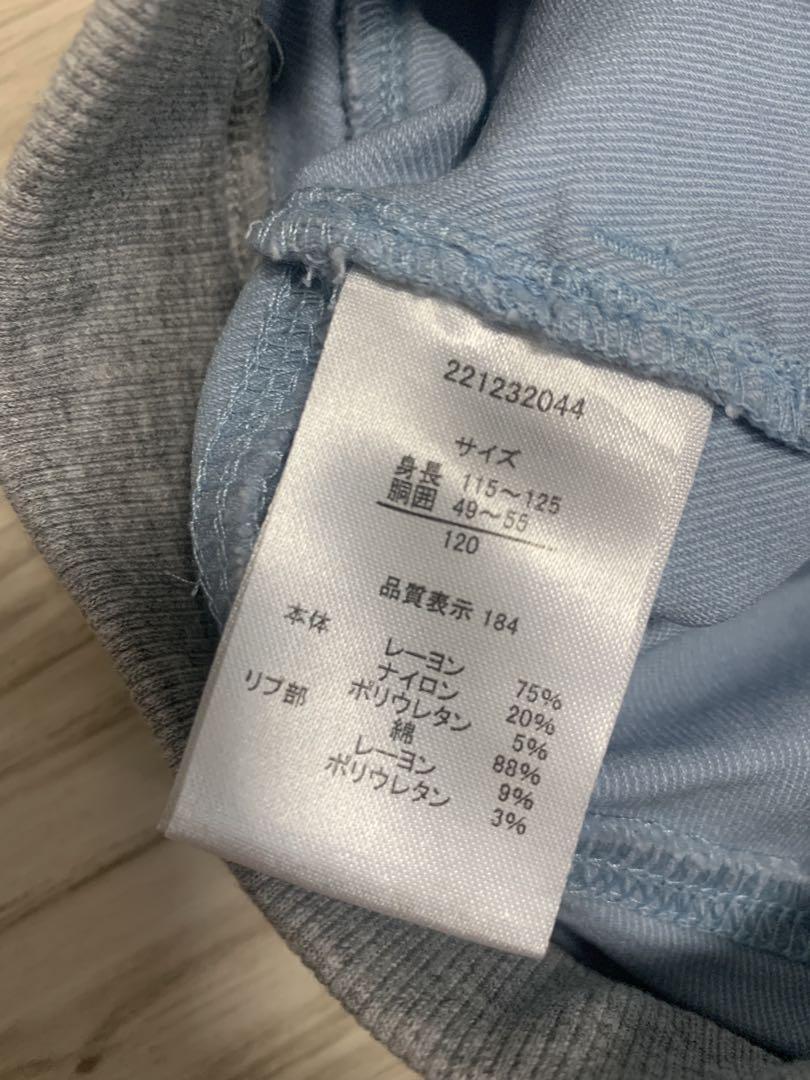 221232044
サイズ
身長 115～125
胴囲 49～55
120
品質表示 184
本体 レーヨン 75%
ナイロン 20%
ポリウレタン 5%
リブ部 綿 88%
レーヨン 9%
ポリウレタン 3%